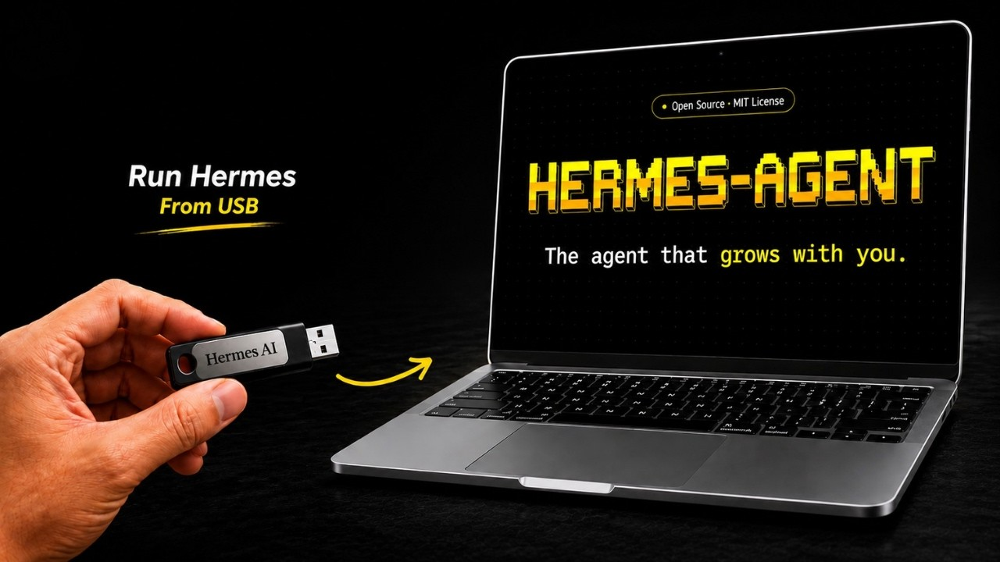 Run Hermes
From USB
Hermes AI
Open Source · MIT License
HERMES-AGENT
The agent that grows with you.